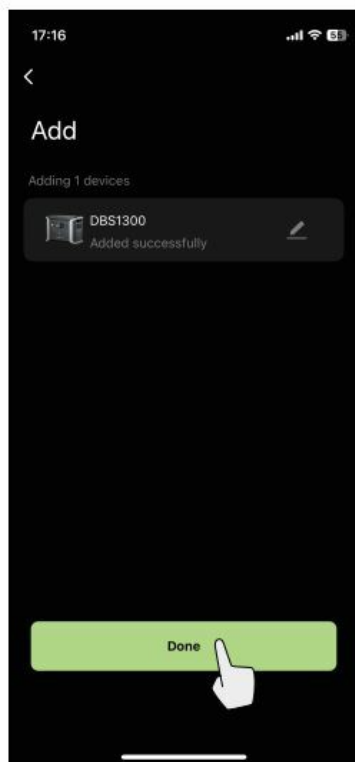 17:16
Add
Adding 1 devices
DBS1300
Added successfully
Done